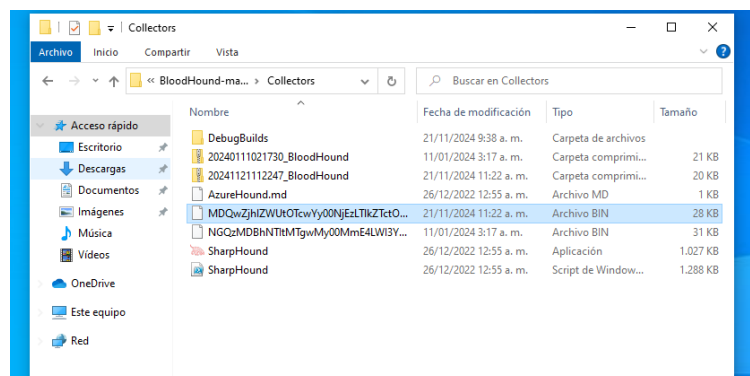 Collectors
Archivo Inicio Compartir Vista
« BloodHound-ma... › Collectors Buscar en Collectors
Nombre Fecha de modificación Tipo Tamaño
Acceso rápido
Escritorio
Descargas
Documentos
Imágenes
Música
Vídeos
OneDrive
Este equipo
Red
DebugBuilds 21/11/2024 9:38 a. m. Carpeta de archivos
20240111021730_BloodHound 11/01/2024 3:17 a. m. Carpeta comprimi... 21 KB
20241121112247_BloodHound 21/11/2024 11:22 a. m. Carpeta comprimi... 20 KB
AzureHound.md 26/12/2022 12:55 a. m. Archivo MD 1 KB
21/11/2024 11:22 a. m. Archivo BIN 28 KB
11/01/2024 3:17 a. m. Archivo BIN 31 KB
SharpHound 26/12/2022 12:55 a. m. Aplicación 1.027 KB
SharpHound 26/12/2022 12:55 a. m. Script de Window... 1.288 KB